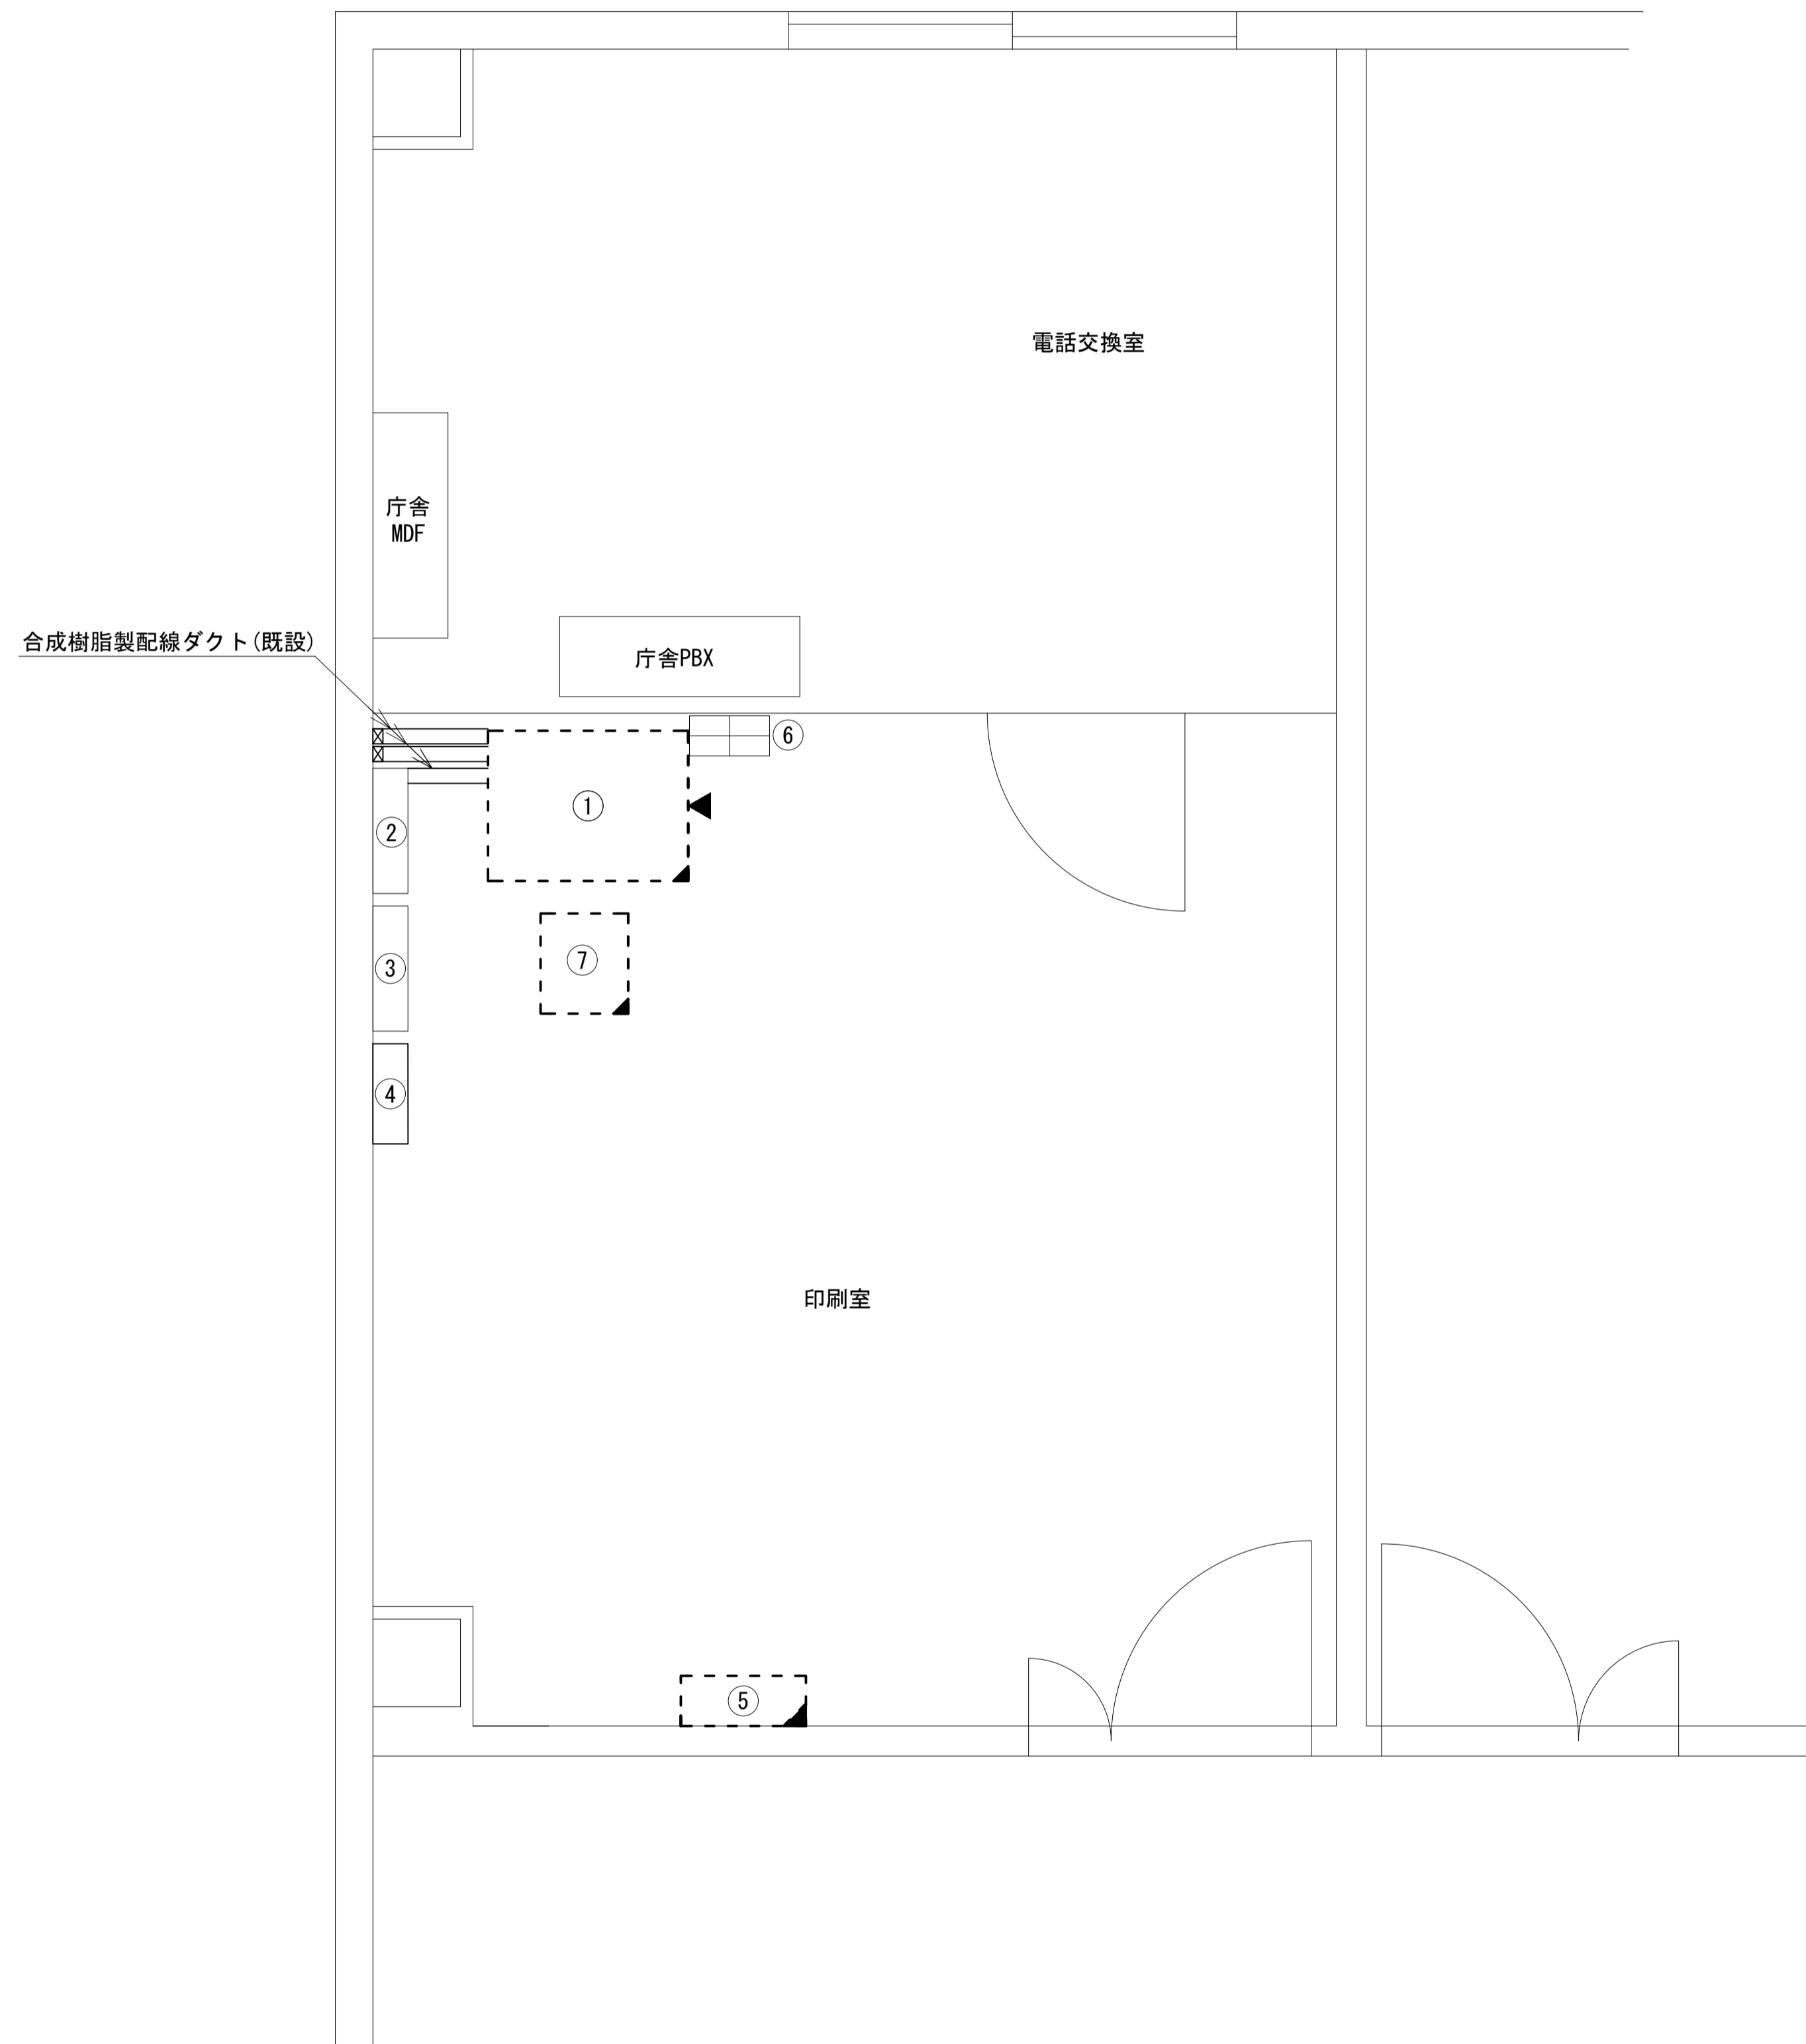 電話交換室
庁舎
MDF
合成樹脂製配線ダクト(既設)
庁舎PBX
⑥
①
②
⑦
③
④
印刷室
⑤